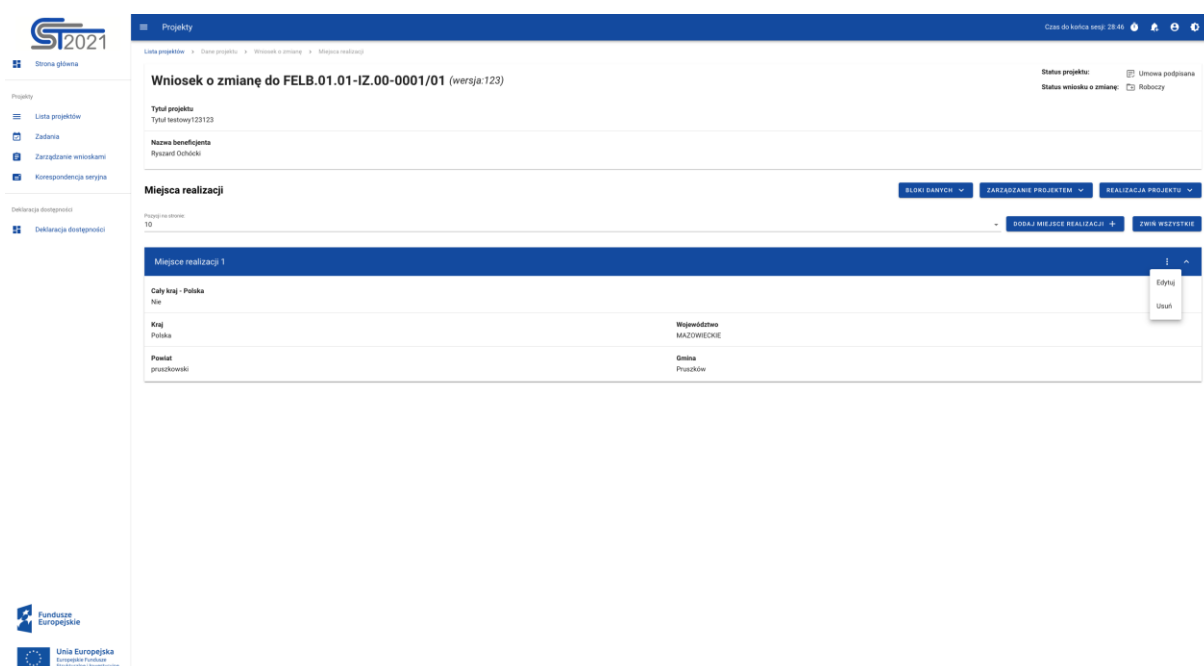 CST2021
Projekty
Czas do końca sesji: 28:46
Strona główna
Projekty
Lista projektów
Zadania
Zarządzanie wnioskami
Korespondencja seryjna
Deklaracja dostępności
Deklaracja dostępności
Lista projektów > Dane projektu > Wniosek o zmianę > Miejsca realizacji
Wniosek o zmianę do FELB.01.01-IZ.00-0001/01 (wersja:123)
Status projektu: Umowa podpisana
Status wniosku o zmianę: Roboczy
Tytuł projektu
Tytuł testowy123123
Nazwa beneficjenta
Ryszard Ochócki
Miejsca realizacji
BLOKI DANYCH
ZARZĄDZANIE PROJEKTEM
REALIZACJA PROJEKTU
Pozycji na stronie:
10
DODAJ MIEJSCE REALIZACJI +
ZWIŃ WSZYSTKIE
Miejsce realizacji 1
Edytuj
Usuń
Cały kraj - Polska
Nie
Kraj
Polska
Województwo
MAZOWIECKIE
Powiat
pruszkowski
Gmina
Pruszków
Fundusze
Europejskie
Unia Europejska
Europejskie Fundusze